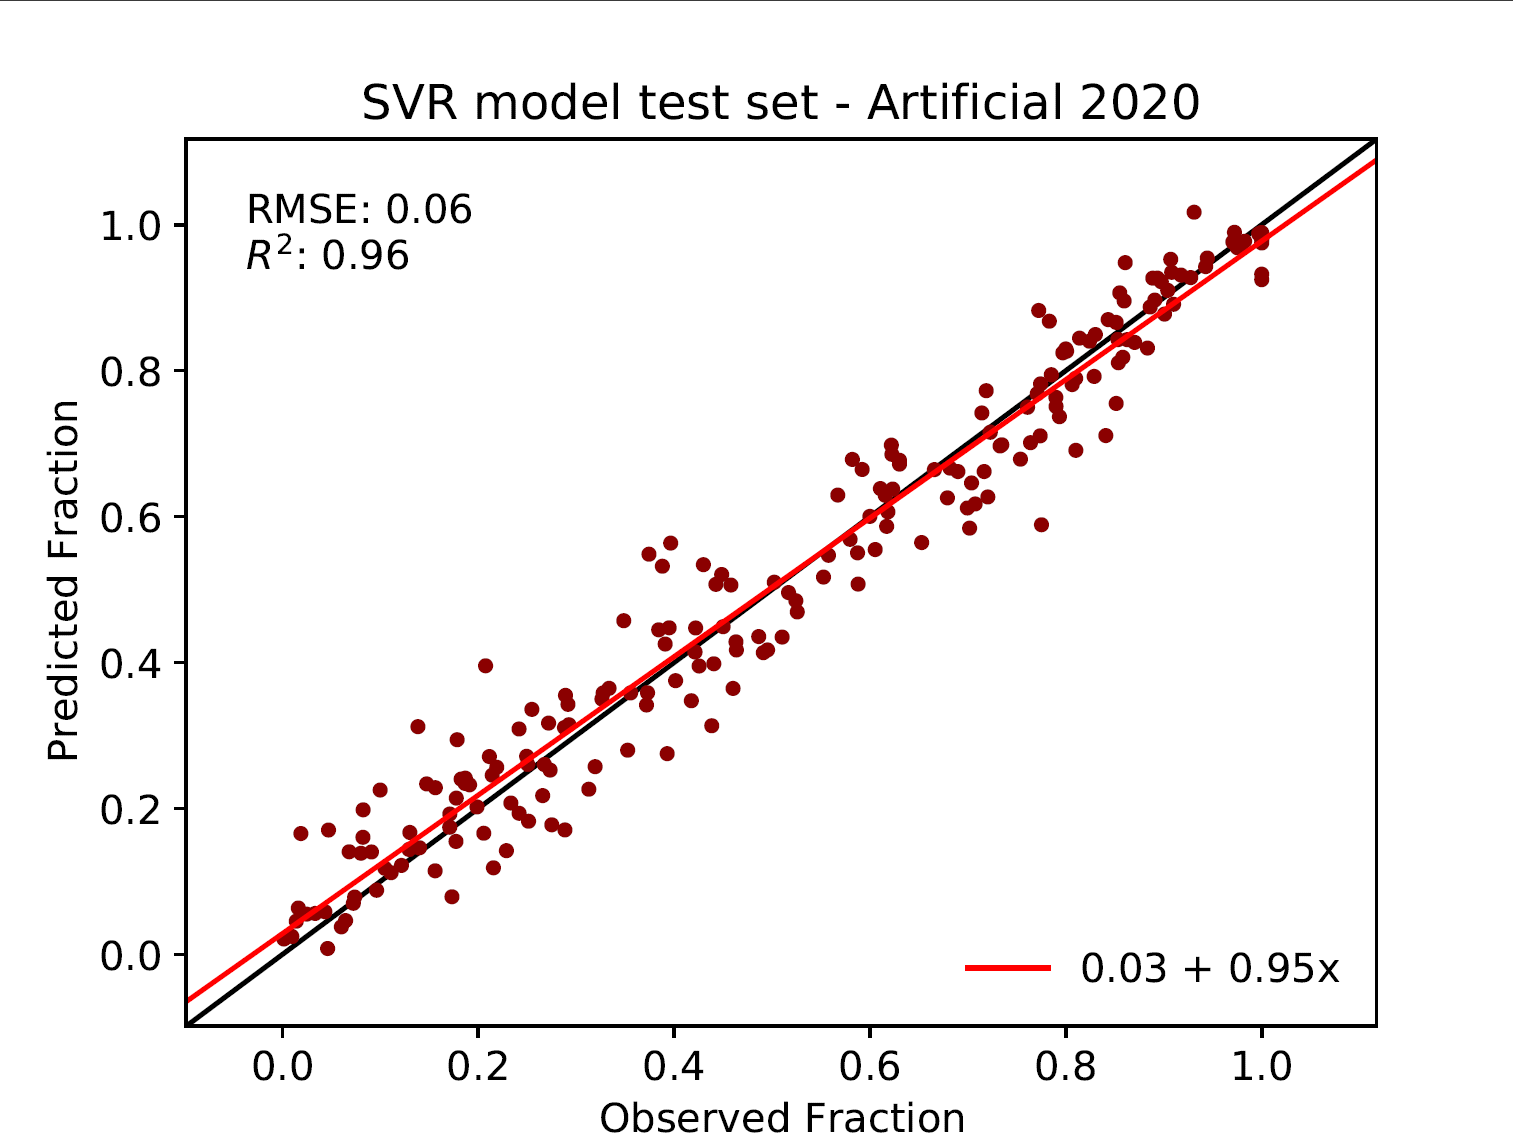 SVR model test set - Artificial 2020
RMSE: 0.06
R²: 0.96
1.0
0.8
0.6
0.4
0.2
0.0
Predicted Fraction
0.03 + 0.95x
0.0 0.2 0.4 0.6 0.8 1.0
Observed Fraction